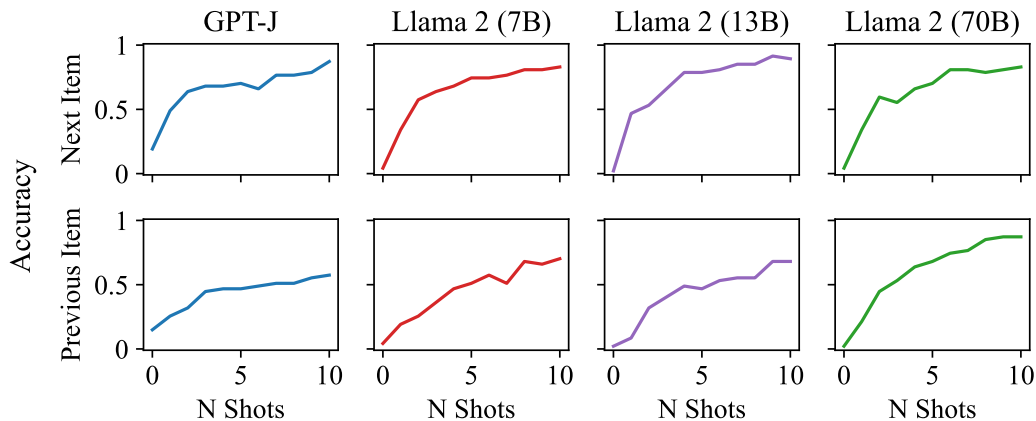 GPT-J Llama 2 (7B) Llama 2 (13B) Llama 2 (70B)
Accuracy
Next Item
1
0.5
0
Previous Item
1
0.5
0
0 5 10 0 5 10 0 5 10 0 5 10
N Shots N Shots N Shots N Shots